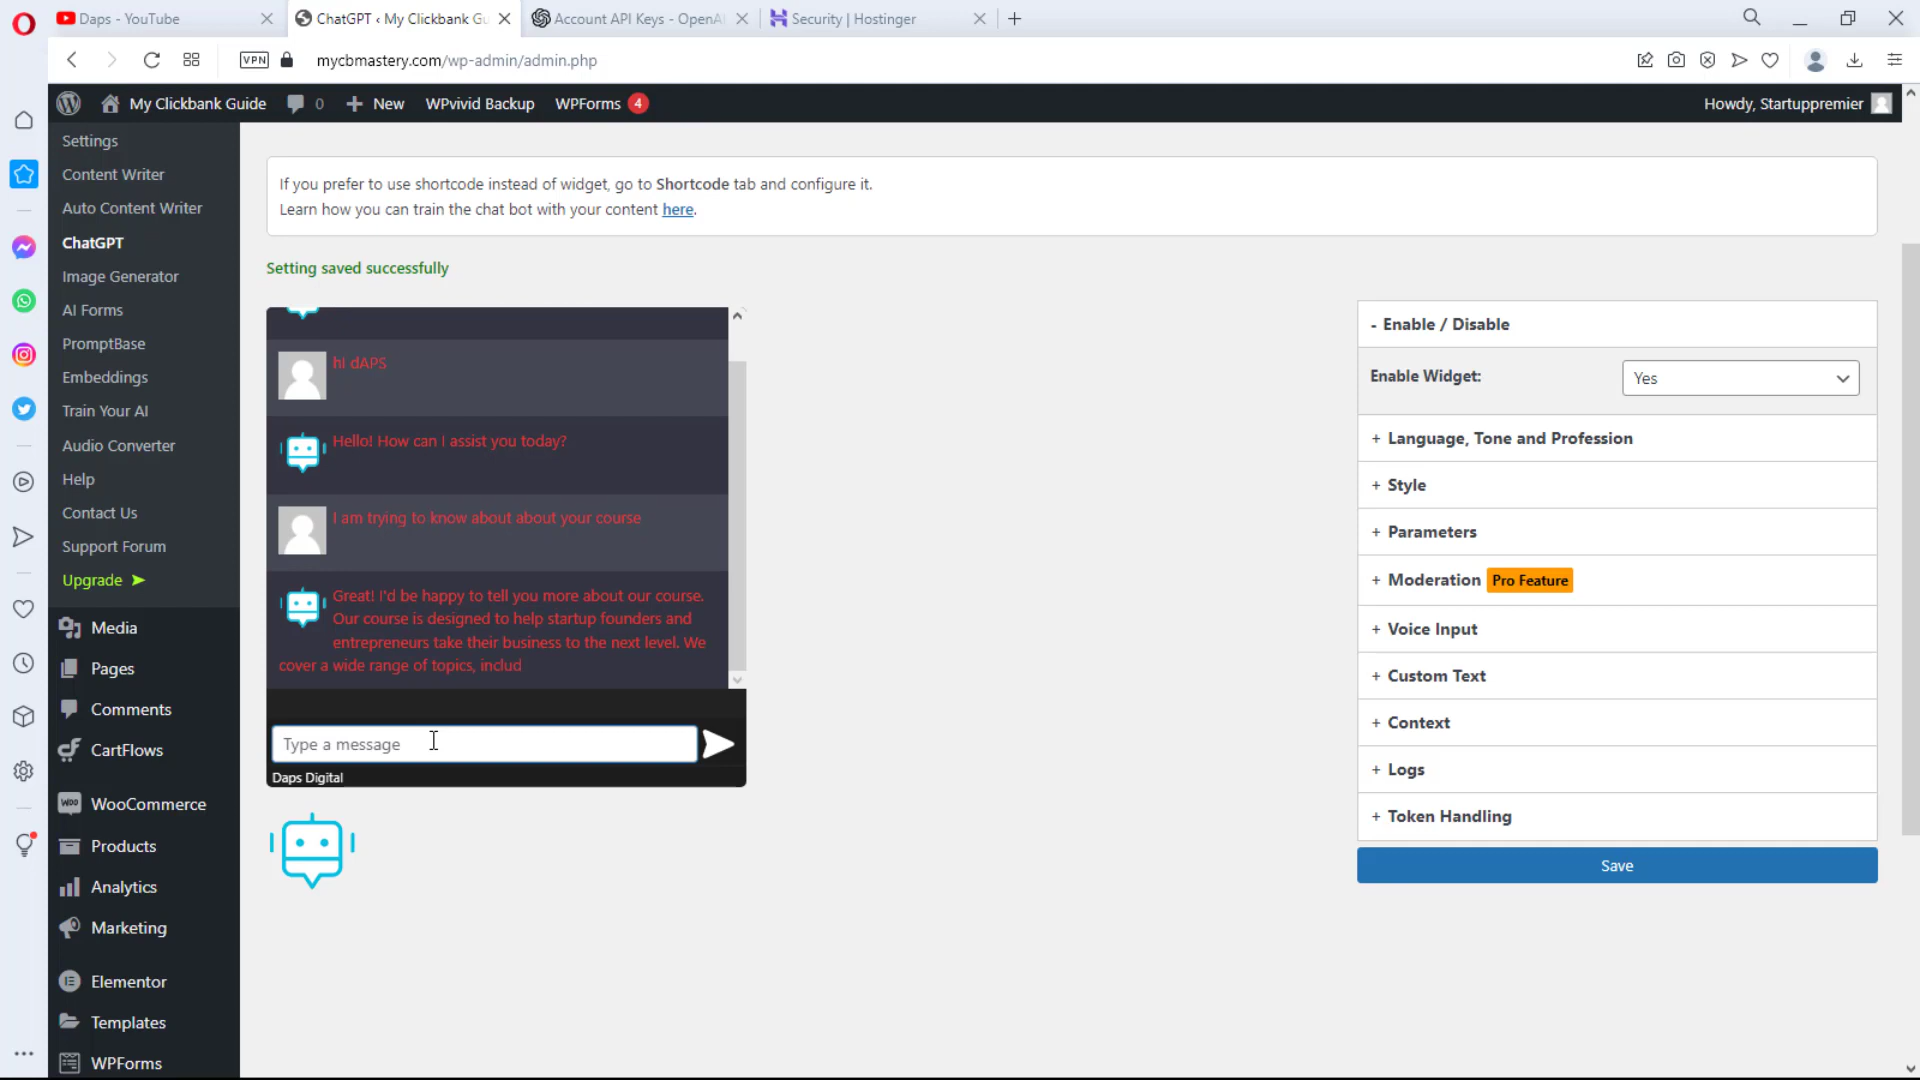 Daps - YouTube
ChatGPT ‹ My Clickbank Gu
Account API Keys - OpenA
Security | Hostinger
VPN
mycbmastery.com/wp-admin/admin.php
My Clickbank Guide
0
New
WPvivid Backup
WPForms 4
Howdy, Startuppremier
Settings
Content Writer
Auto Content Writer
ChatGPT
Image Generator
AI Forms
PromptBase
Embeddings
Train Your AI
Audio Converter
Help
Contact Us
Support Forum
Upgrade ➤
Media
Pages
Comments
CartFlows
WOO
WooCommerce
Products
Analytics
Marketing
Elementor
Templates
WPForms
If you prefer to use shortcode instead of widget, go to Shortcode tab and configure it.
Learn how you can train the chat bot with your content here.
Setting saved successfully
hI dAPS
Hello! How can I assist you today?
I am trying to know about about your course
Great! I'd be happy to tell you more about our course.
Our course is designed to help startup founders and
entrepreneurs take their business to the next level. We
cover a wide range of topics, includ
Type a message
Daps Digital
- Enable / Disable
Enable Widget:
Yes
+ Language, Tone and Profession
+ Style
+ Parameters
+ Moderation Pro Feature
+ Voice Input
+ Custom Text
+ Context
+ Logs
+ Token Handling
Save